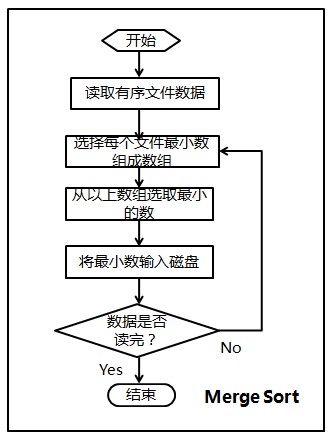 开始
读取有序文件数据
选择每个文件最小数
组成数组
从以上数组选取最小
的数
将最小数输入磁盘
数据是否
读完？
No
Yes
结束
Merge Sort